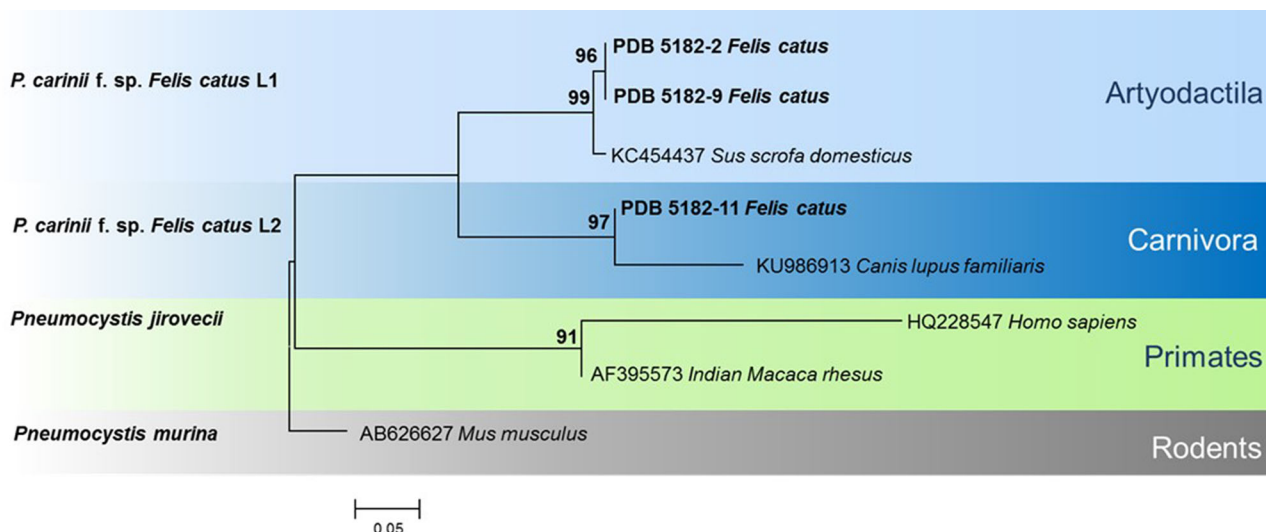 96
PDB 5182-2 Felis catus
P. carinii f. sp. Felis catus L1
99
PDB 5182-9 Felis catus
Artyodactila
KC454437 Sus scrofa domesticus
P. carinii f. sp. Felis catus L2
97
PDB 5182-11 Felis catus
Carnivora
KU986913 Canis lupus familiaris
Pneumocystis jirovecii
HQ228547 Homo sapiens
91
AF395573 Indian Macaca rhesus
Primates
Pneumocystis murina
AB626627 Mus musculus
Rodents
0.05